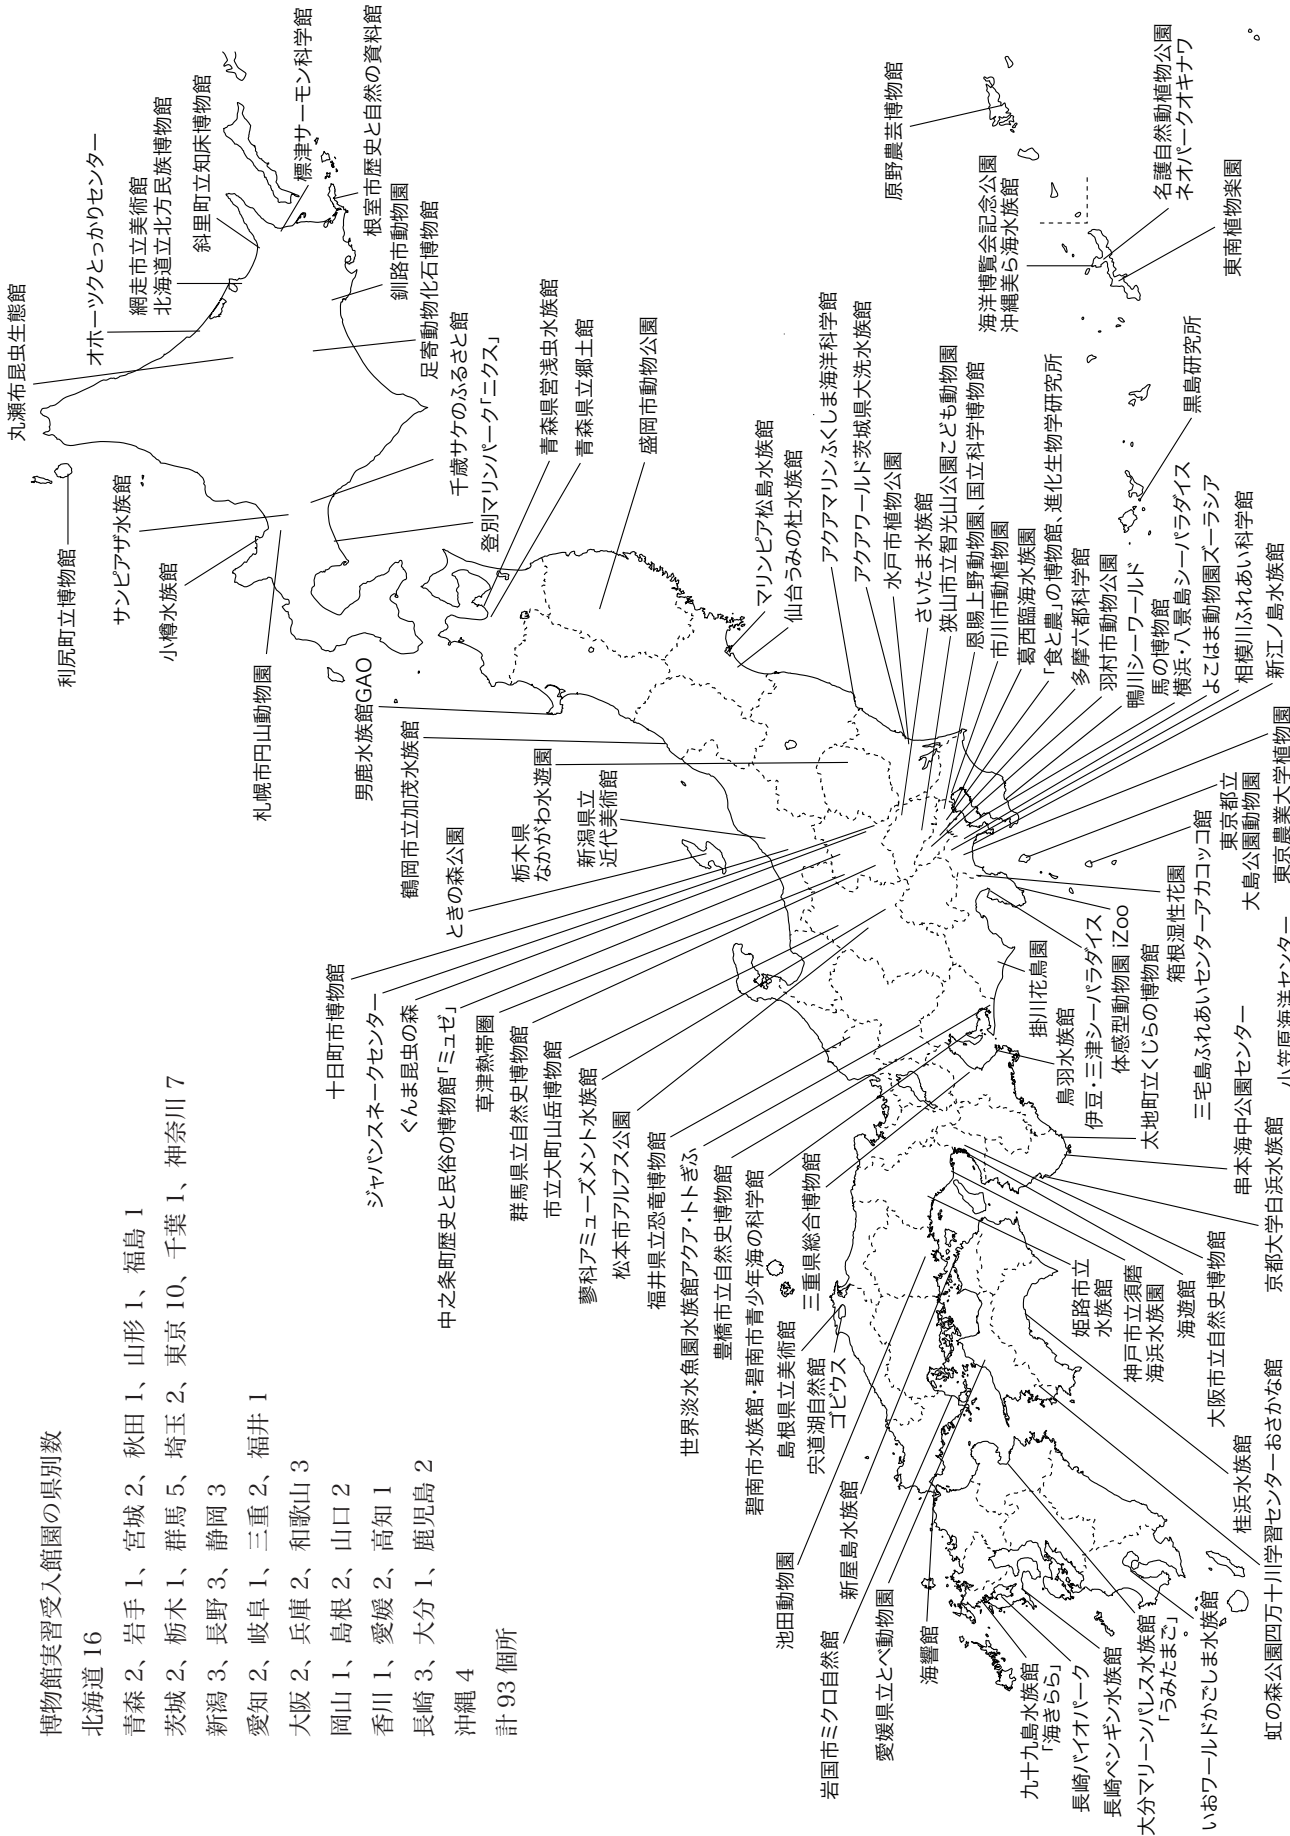 博物館実習受入館園の県別数
北海道 16
青森 2、岩手 1、宮城 2、秋田 1、山形 1、福島 1
茨城 2、栃木 1、群馬 5、埼玉 2、東京 10、千葉 1、神奈川 7
新潟 3、長野 3、静岡 3
愛知 2、岐阜 1、三重 2、福井 1
大阪 2、兵庫 2、和歌山 3
岡山 1、島根 2、山口 2
香川 1、愛媛 2、高知 1
長崎 3、大分 1、鹿児島 2
沖縄 4
計 93 個所
丸瀬布昆虫生態館
オホーツクとっかりセンター
網走市立美術館
北海道立北方民族博物館
斜里町立知床博物館
標津サーモン科学館
根室市歴史と自然の資料館
釧路市動物園
足寄動物化石博物館
千歳サケのふるさと館
登別マリンパーク「ニクス」
利尻町立博物館
サンピアザ水族館
小樽水族館
札幌市円山動物園
青森県営浅虫水族館
青森県立郷土館
盛岡市動物公園
男鹿水族館GAO
鶴岡市立加茂水族館
ときの森公園
栃木県
なかがわ水遊園
新潟県立
近代美術館
マリンピア松島水族館
仙台うみの杜水族館
アクアマリンふくしま海洋科学館
アクアワールド茨城県大洗水族館
水戸市植物公園
さいたま水族館
狭山市立智光山公園こども動物園
恩賜上野動物園、国立科学博物館
市川市動植物園
葛西臨海水族園
「食と農」の博物館、進化生物学研究所
多摩六都科学館
羽村市動物公園
鴨川シーワールド
馬の博物館
横浜・八景島シーパラダイス
よこはま動物園ズーラシア
相模川ふれあい科学館
新江ノ島水族館
原野農芸博物館
海洋博覧会記念公園
沖縄美ら海水族館
名護自然動植物公園
ネオパークオキナワ
東南植物楽園
黒島研究所
十日町市博物館
ジャパンスネークセンター
ぐんま昆虫の森
中之条町歴史と民俗の博物館「ミュゼ」
草津熱帯圏
群馬県立自然史博物館
市立大町山岳博物館
蓼科アミューズメント水族館
松本市アルプス公園
福井県立恐竜博物館
世界淡水魚園水族館アクア・トトぎふ
豊橋市立自然史博物館
碧南市水族館・碧南市青少年海の科学館
三重県総合博物館
島根県立美術館
宍道湖自然館
ゴビウス
掛川花鳥園
鳥羽水族館
伊豆・三津シーパラダイス
体感型動物園 iZoo
太地町立くじらの博物館
箱根湿性花園
三宅島ふれあいセンターアカコッコ館
東京都立
大島公園動物園
東京農業大学植物園
小笠原海洋センター
串本海中公園センター
京都大学白浜水族館
姫路市立
水族館
神戸市立須磨
海浜水族園
海遊館
大阪市立自然史博物館
池田動物園
新屋島水族館
岩国市ミクロ自然館
愛媛県立とべ動物園
海響館
九十九島水族館
「海きらら」
長崎バイオパーク
長崎ペンギン水族館
大分マリーンパレス水族館
「うみたまご」
いおワールドかごしま水族館
桂浜水族館
虹の森公園四万十川学習センターおさかな館